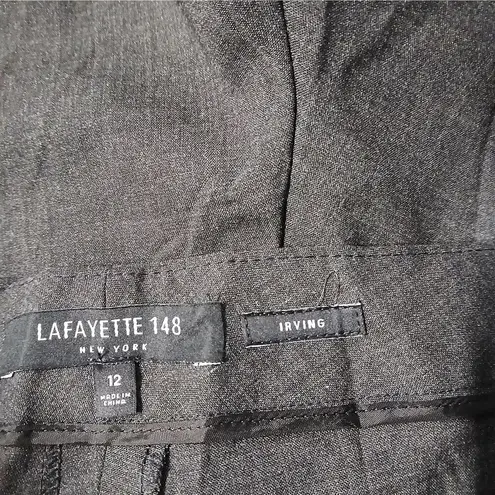 LAFAYETTE 148
NEW YORK
IRVING
12
MADE IN
CHINA